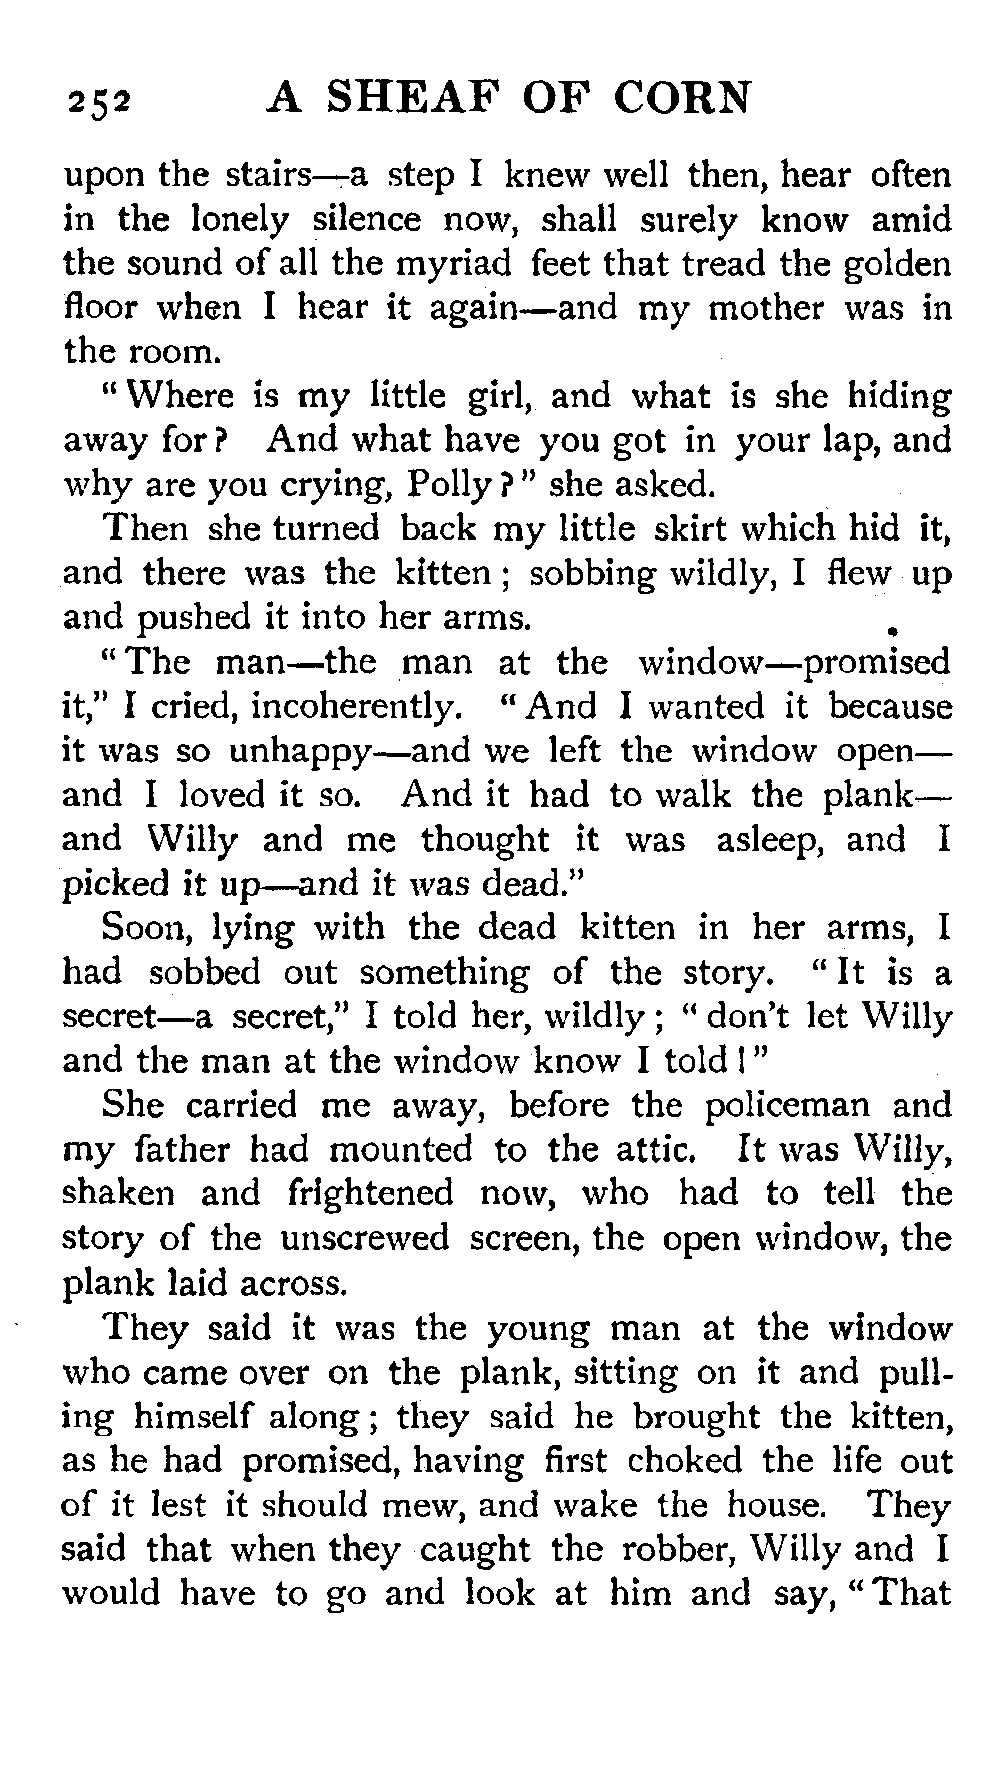 252 A SHEAF OF CORN
upon the stairs—a step I knew well then, hear often
in the lonely silence now, shall surely know amid
the sound of all the myriad feet that tread the golden
floor when I hear it again—and my mother was in
the room.
“Where is my little girl, and what is she hiding
away for? And what have you got in your lap, and
why are you crying, Polly?” she asked.
Then she turned back my little skirt which hid it,
and there was the kitten; sobbing wildly, I flew up
and pushed it into her arms.
“The man—the man at the window—promised
it,” I cried, incoherently. “And I wanted it because
it was so unhappy—and we left the window open—
and I loved it so. And it had to walk the plank—
and Willy and me thought it was asleep, and I
picked it up—and it was dead.”
Soon, lying with the dead kitten in her arms, I
had sobbed out something of the story. “It is a
secret—a secret,” I told her, wildly; “don't let Willy
and the man at the window know I told!”
She carried me away, before the policeman and
my father had mounted to the attic. It was Willy,
shaken and frightened now, who had to tell the
story of the unscrewed screen, the open window, the
plank laid across.
They said it was the young man at the window
who came over on the plank, sitting on it and pull-
ing himself along; they said he brought the kitten,
as he had promised, having first choked the life out
of it lest it should mew, and wake the house. They
said that when they caught the robber, Willy and I
would have to go and look at him and say, “That